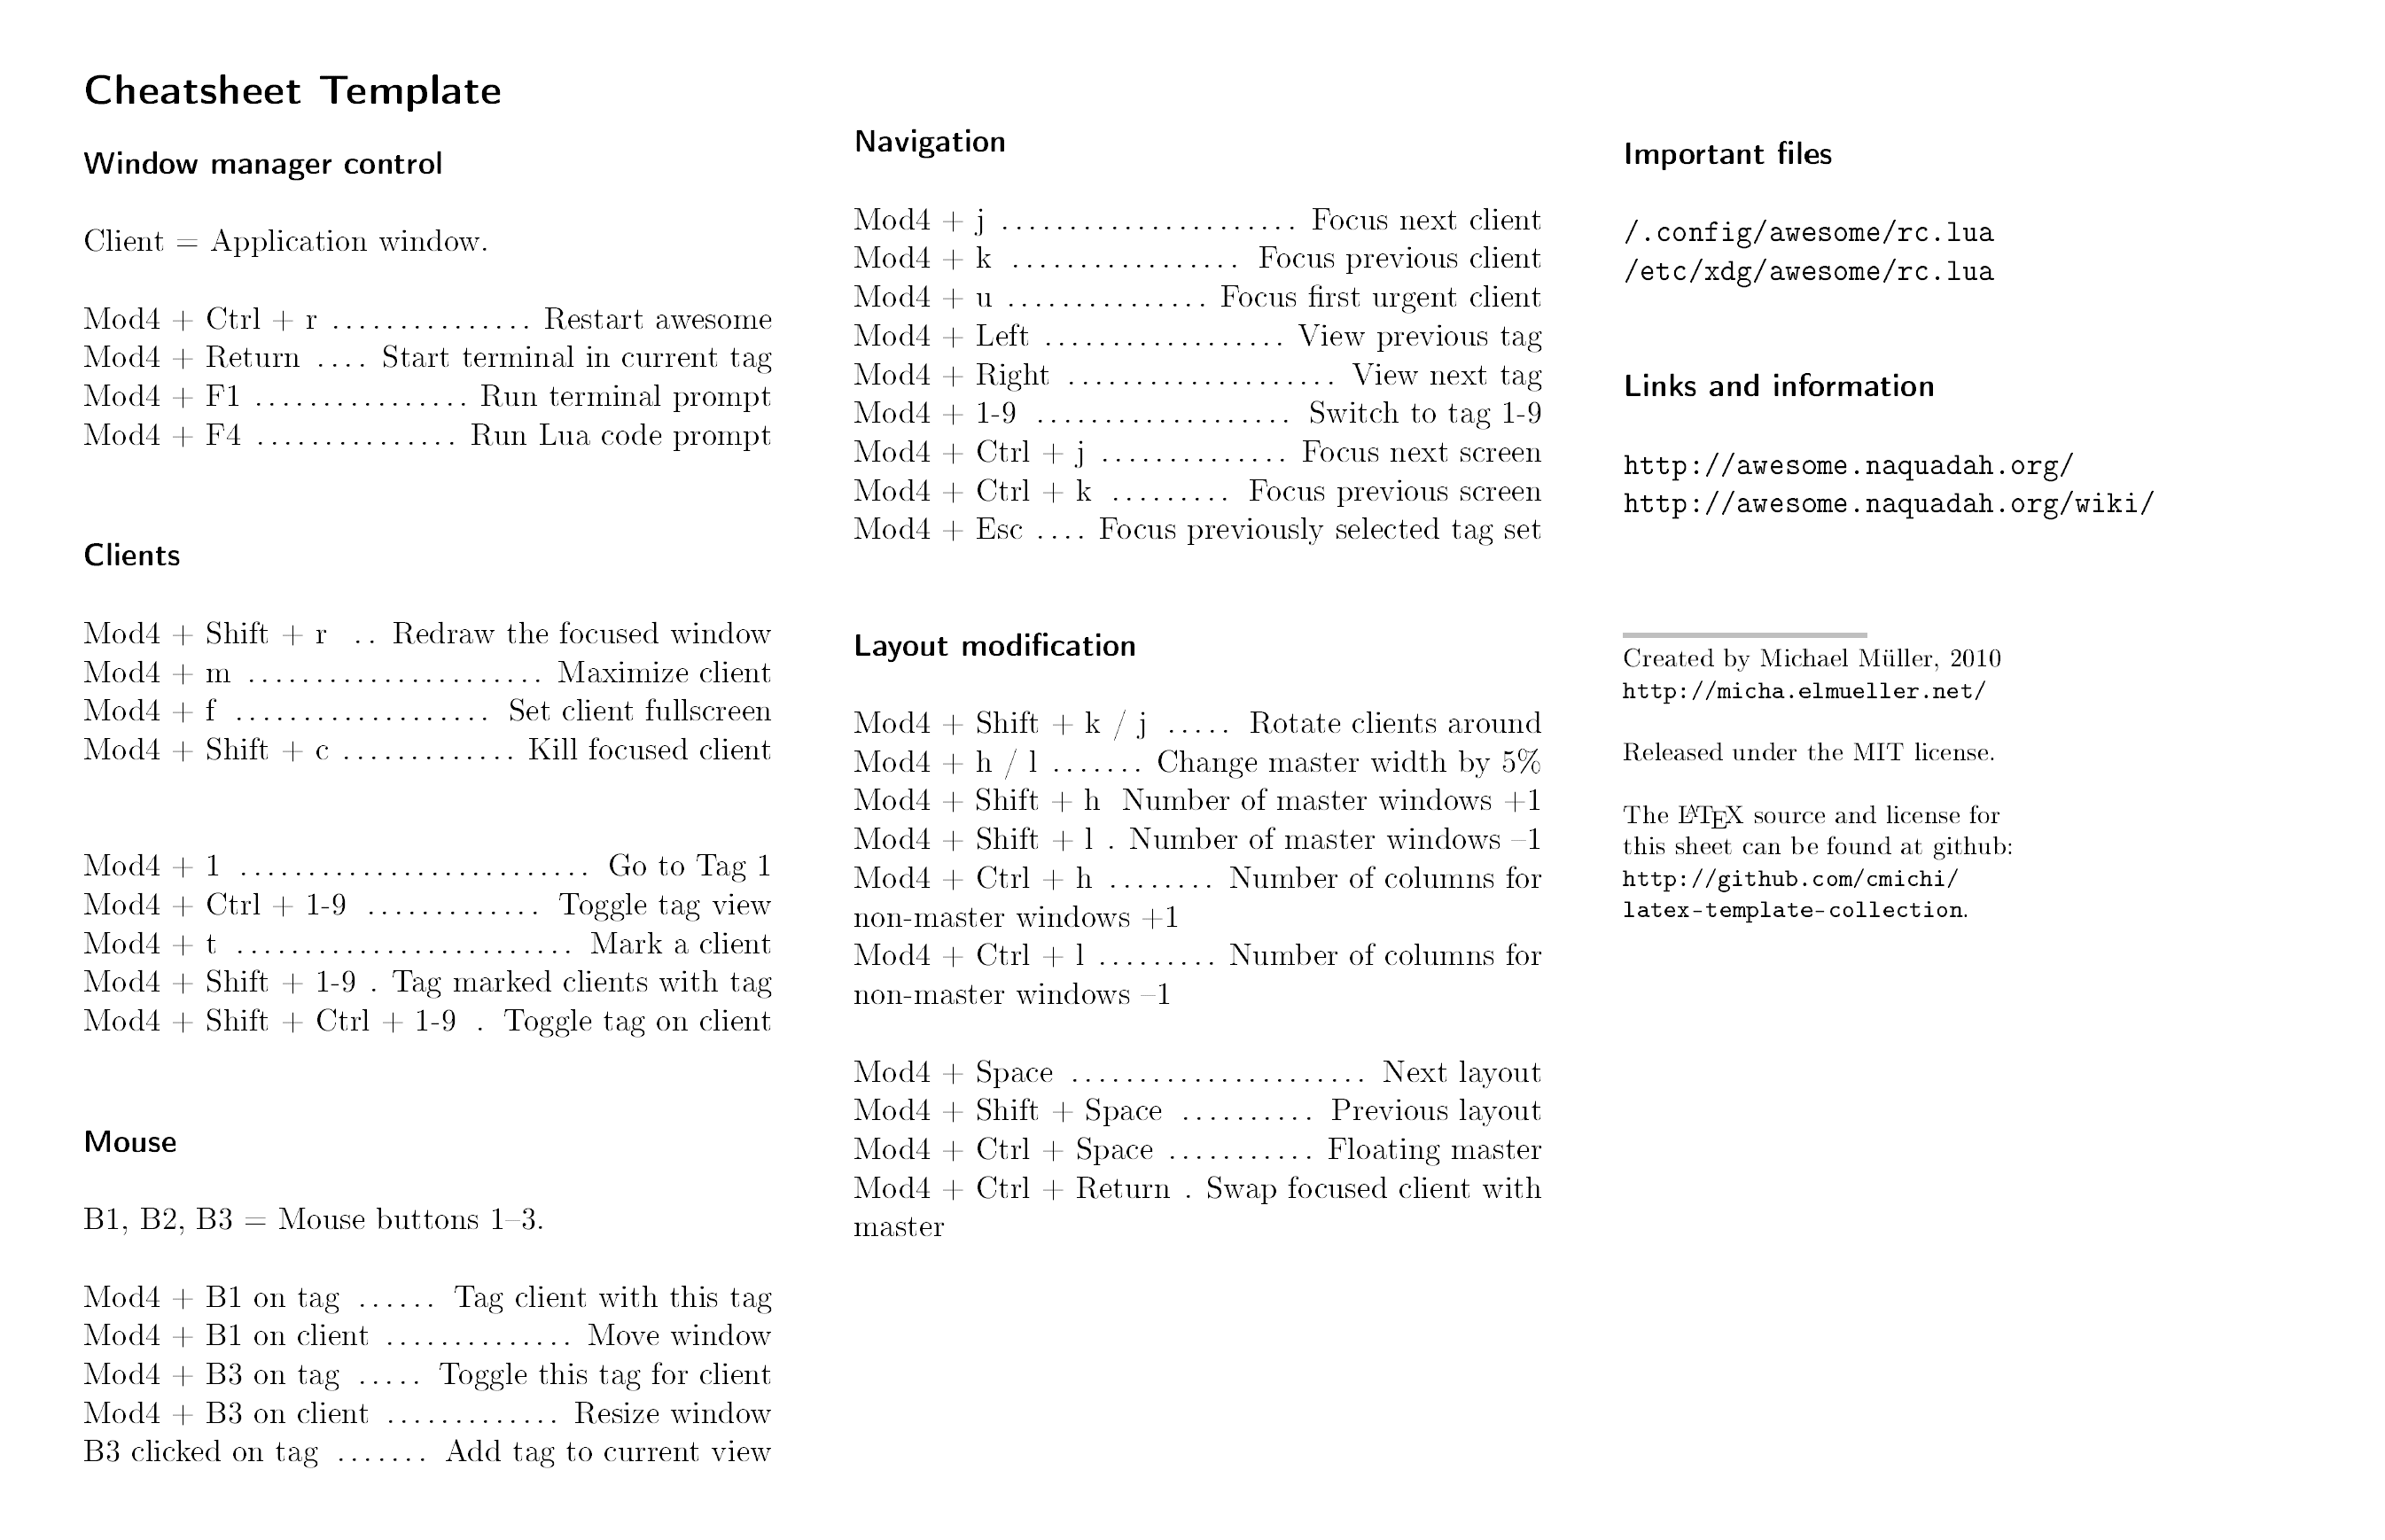 Cheatsheet Template
Window manager control
Client = Application window.
Mod4 + Ctrl + r ............... Restart awesome
Mod4 + Return .... Start terminal in current tag
Mod4 + F1 ................ Run terminal prompt
Mod4 + F4 ............... Run Lua code prompt
Clients
Mod4 + Shift + r .. Redraw the focused window
Mod4 + m ...................... Maximize client
Mod4 + f ................... Set client fullscreen
Mod4 + Shift + c ............. Kill focused client
Mod4 + 1 .......................... Go to Tag 1
Mod4 + Ctrl + 1-9 ............. Toggle tag view
Mod4 + t ......................... Mark a client
Mod4 + Shift + 1-9 . Tag marked clients with tag
Mod4 + Shift + Ctrl + 1-9 . Toggle tag on client
Mouse
B1, B2, B3 = Mouse buttons 1–3.
Mod4 + B1 on tag ...... Tag client with this tag
Mod4 + B1 on client .............. Move window
Mod4 + B3 on tag ..... Toggle this tag for client
Mod4 + B3 on client ............. Resize window
B3 clicked on tag ....... Add tag to current view
Navigation
Mod4 + j ...................... Focus next client
Mod4 + k ................. Focus previous client
Mod4 + u ............... Focus first urgent client
Mod4 + Left .................. View previous tag
Mod4 + Right .................... View next tag
Mod4 + 1-9 ................... Switch to tag 1-9
Mod4 + Ctrl + j .............. Focus next screen
Mod4 + Ctrl + k ......... Focus previous screen
Mod4 + Esc .... Focus previously selected tag set
Layout modification
Mod4 + Shift + k / j ..... Rotate clients around
Mod4 + h / l ....... Change master width by 5%
Mod4 + Shift + h Number of master windows +1
Mod4 + Shift + l . Number of master windows –1
Mod4 + Ctrl + h ........ Number of columns for
non-master windows +1
Mod4 + Ctrl + l ......... Number of columns for
non-master windows –1
Mod4 + Space ...................... Next layout
Mod4 + Shift + Space .......... Previous layout
Mod4 + Ctrl + Space ........... Floating master
Mod4 + Ctrl + Return . Swap focused client with
master
Important files
/.config/awesome/rc.lua
/etc/xdg/awesome/rc.lua
Links and information
http://awesome.naquadah.org/
http://awesome.naquadah.org/wiki/
Created by Michael Müller, 2010
http://micha.elmueller.net/
Released under the MIT license.
The LATEX source and license for
this sheet can be found at github:
http://github.com/cmichi/
latex-template-collection.